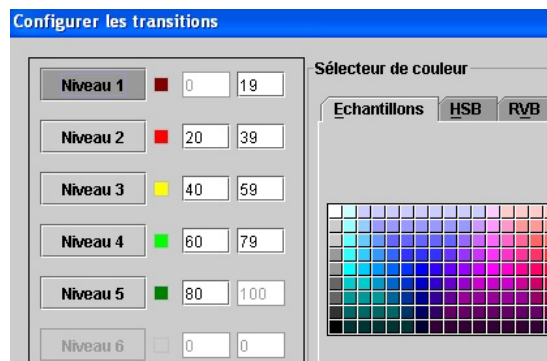 Configurer les transitions
Sélecteur de couleur
Niveau 1 0 19
Echantillons HSB RVB
Niveau 2 20 39
Niveau 3 40 59
Niveau 4 60 79
Niveau 5 80 100
Niveau 6 0 0